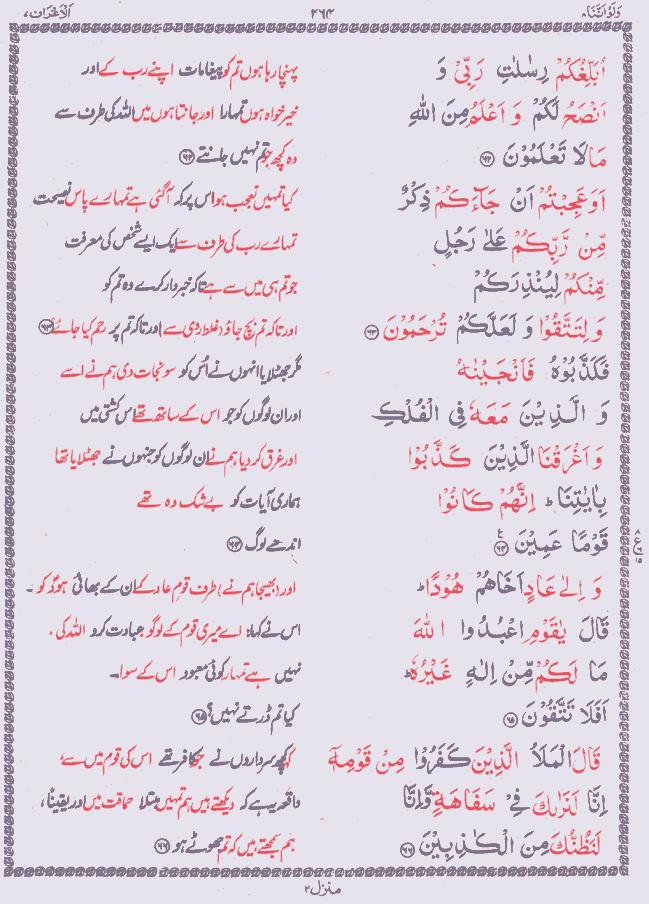 وَلَوْ اَنَّنَا ۸ ۲۶۴ اَلْاَعْرَاف ۷
اُبَلِّغُكُمْ رِسٰلٰتِ رَبِّىْ وَ پہنچا رہا ہوں تم کو پیغامات اپنے رب کے اور
اَنْصَحُ لَكُمْ وَ اَعْلَمُ مِنَ اللّٰهِ خیر خواہ ہوں تمہارا اور جانتا ہوں میں اللہ کی طرف سے
مَا لَا تَعْلَمُوْنَ ﴿۶۲﴾ وہ کچھ جو تم نہیں جانتے ﴿۶۲﴾
اَوَعَجِبْتُمْ اَنْ جَآءَكُمْ ذِكْرٌ کیا تمہیں تعجب ہوا اس پر کہ آگئی ہے تمہارے پاس نصیحت
مِّنْ رَّبِّكُمْ عَلٰى رَجُلٍ تمہارے رب کی طرف سے ایک ایسے شخص کی معرفت
مِّنْكُمْ لِيُنْذِرَكُمْ جو تم ہی میں سے ہے تاکہ خبردار کرے وہ تم کو
وَ لِتَتَّقُوْا وَ لَعَلَّكُمْ تُرْحَمُوْنَ ﴿۶۳﴾ اور تاکہ تم بچ جاؤ (غلط روی سے) اور تاکہ تم پر رحم کیا جائے ﴿۶۳﴾
فَكَذَّبُوْهُ فَاَنْجَيْنٰهُ مگر جھٹلایا انہوں نے اُس کو سو نجات دی ہم نے اسے
وَ الَّذِيْنَ مَعَهٗ فِى الْفُلْكِ اور ان لوگوں کو جو اس کے ساتھ تھے اس کشتی میں
وَ اَغْرَقْنَا الَّذِيْنَ كَذَّبُوْا اور غرق کردیا ہم نے ان لوگوں کو جنہوں نے جھٹلایا تھا
بِاٰيٰتِنَا ؕ اِنَّهُمْ كَانُوْا ہماری آیات کو بے شک وہ تھے
قَوْمًا عَمِيْنَ ﴿۶۴﴾ اندھے لوگ ﴿۶۴﴾
وَ اِلٰى عَادٍ اَخَاهُمْ هُوْدًا ؕ اور (بھیجا ہم نے) طرف قوم عاد کے ان کے بھائی ہود کو۔
قَالَ يٰقَوْمِ اعْبُدُوا اللّٰهَ اس نے کہا: اے میری قوم کے لوگو عبادت کرو اللہ کی،
مَا لَكُمْ مِّنْ اِلٰهٍ غَيْرُهٗ ؕ نہیں ہے تمہارا کوئی معبود اس کے سوا۔
اَفَلَا تَتَّقُوْنَ ﴿۶۵﴾ کیا تم ڈرتے نہیں؟ ﴿۶۵﴾
قَالَ الْمَلَاُ الَّذِيْنَ كَفَرُوْا مِنْ قَوْمِهٖۤ کہا کچھ سرداروں نے جو کافر تھے اس کی قوم میں سے
اِنَّا لَنَرٰىكَ فِىْ سَفَاهَةٍ وَّاِنَّا واقعہ یہ ہے کہ دیکھتے ہیں ہم تمہیں مبتلا حماقت میں اور یقیناً،
لَنَظُنُّكَ مِنَ الْكٰذِبِيْنَ ﴿۶۶﴾ ہم سمجھتے ہیں کہ تم جھوٹے ہو ﴿۶۶﴾
منزل ۲